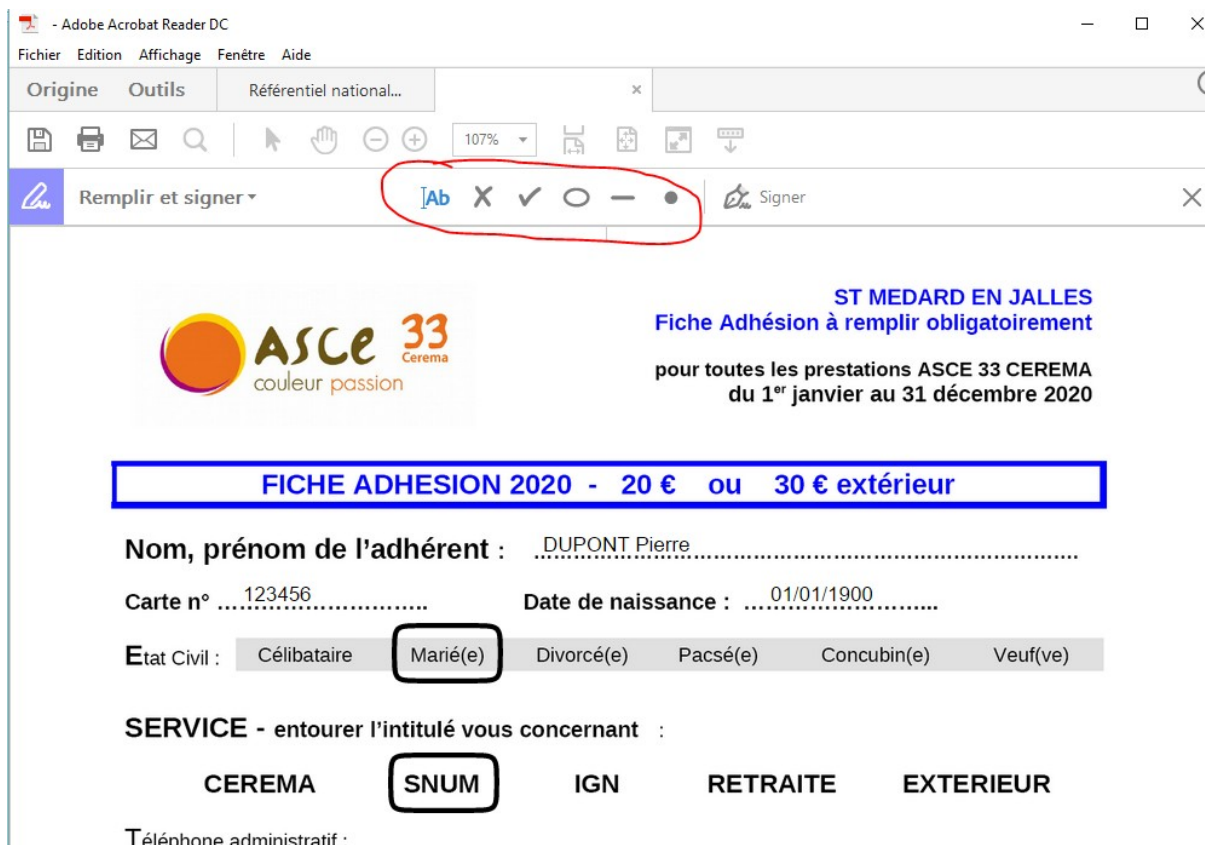 - Adobe Acrobat Reader DC
Fichier Edition Affichage Fenêtre Aide
Origine Outils Référentiel national...
107%
Remplir et signer Ab Signer
ST MEDARD EN JALLES
Fiche Adhésion à remplir obligatoirement
Asce 33
Cerema
couleur passion
pour toutes les prestations ASCE 33 CEREMA
du 1er janvier au 31 décembre 2020
FICHE ADHESION 2020 - 20 € ou 30 € extérieur
Nom, prénom de l'adhérent : DUPONT Pierre
Carte n° 123456 Date de naissance : 01/01/1900
Etat Civil : Célibataire Marié(e) Divorcé(e) Pacsé(e) Concubin(e) Veuf(ve)
SERVICE - entourer l'intitulé vous concernant :
CEREMA SNUM IGN RETRAITE EXTERIEUR
Téléphone administratif :